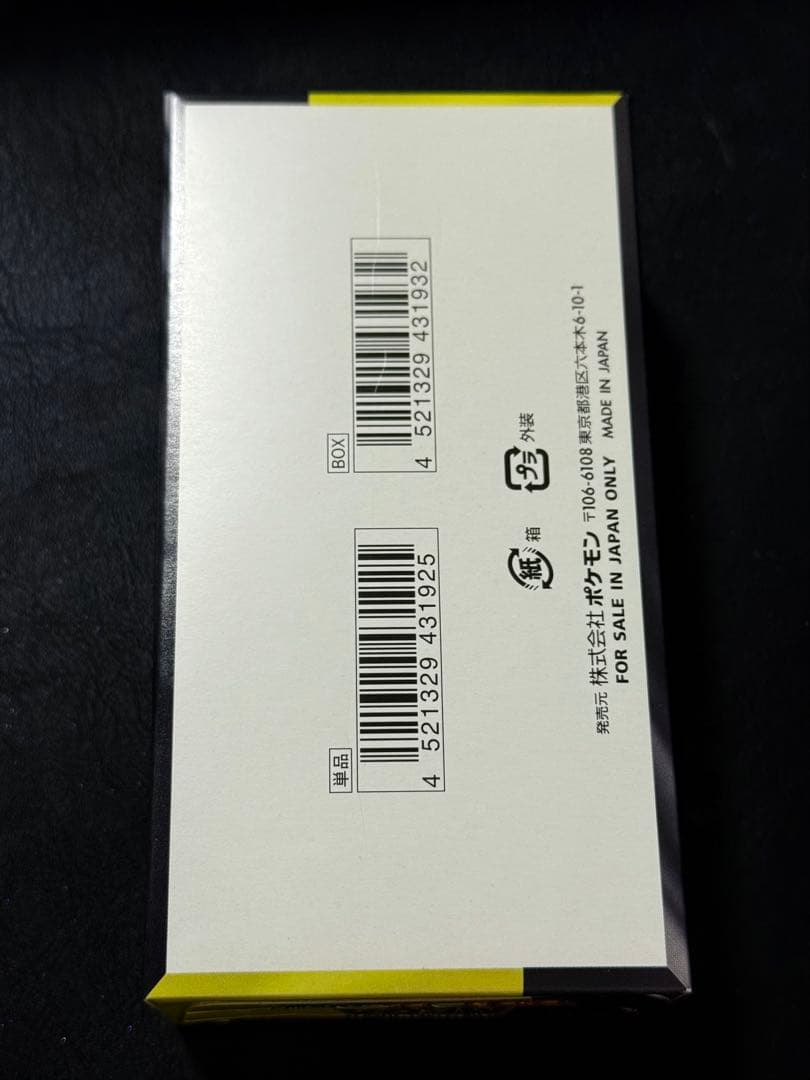 単品
4 521329 431925
BOX
4 521329 431932
紙 箱
プラ 外装
発売元 株式会社 ポケモン 〒106-6108 東京都港区六本木6-10-1
FOR SALE IN JAPAN ONLY MADE IN JAPAN